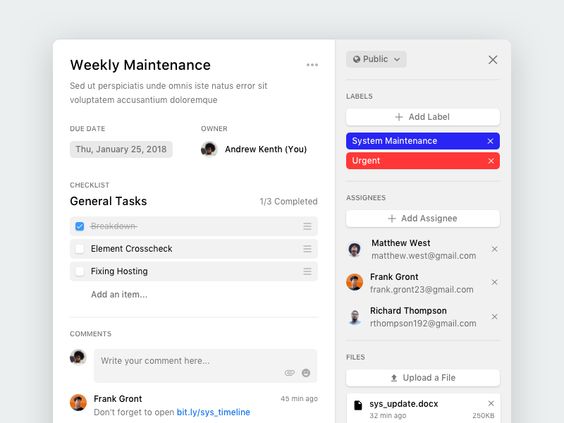 Weekly Maintenance
Sed ut perspiciatis unde omnis iste natus error sit
voluptatem accusantium doloremque
DUE DATE
Thu, January 25, 2018
OWNER
Andrew Kenth (You)
CHECKLIST
General Tasks
1/3 Completed
Breakdown
Element Crosscheck
Fixing Hosting
Add an item...
COMMENTS
Write your comment here...
Frank Gront
45 min ago
Don't forget to open bit.ly/sys_timeline
Public
LABELS
Add Label
System Maintenance
Urgent
ASSIGNEES
Add Assignee
Matthew West
matthew.west@gmail.com
Frank Gront
frank.gront23@gmail.com
Richard Thompson
rthompson192@gmail.com
FILES
Upload a File
sys_update.docx
32 min ago
250KB